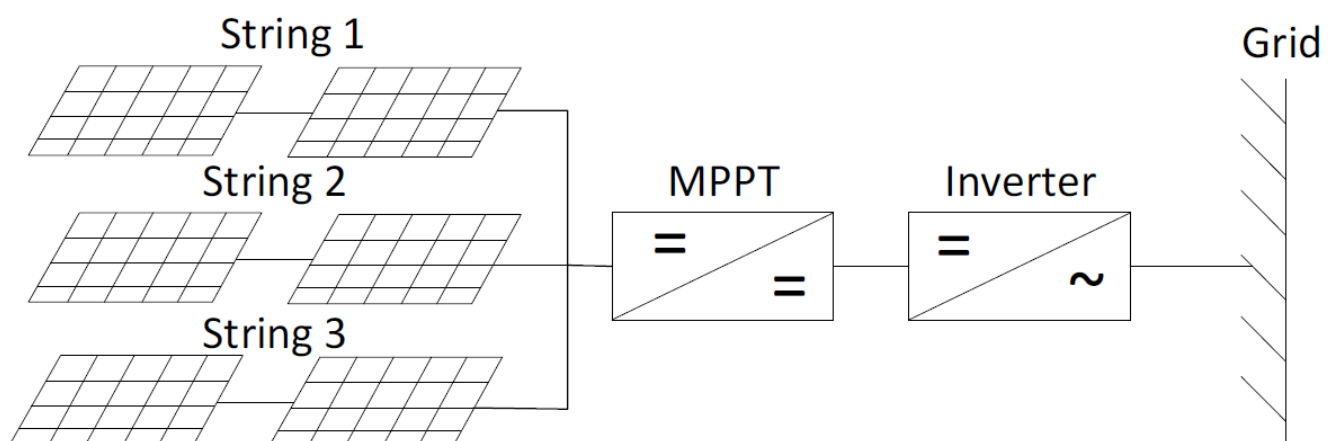 String 1
Grid
String 2
MPPT
Inverter
=
=
=
~
String 3